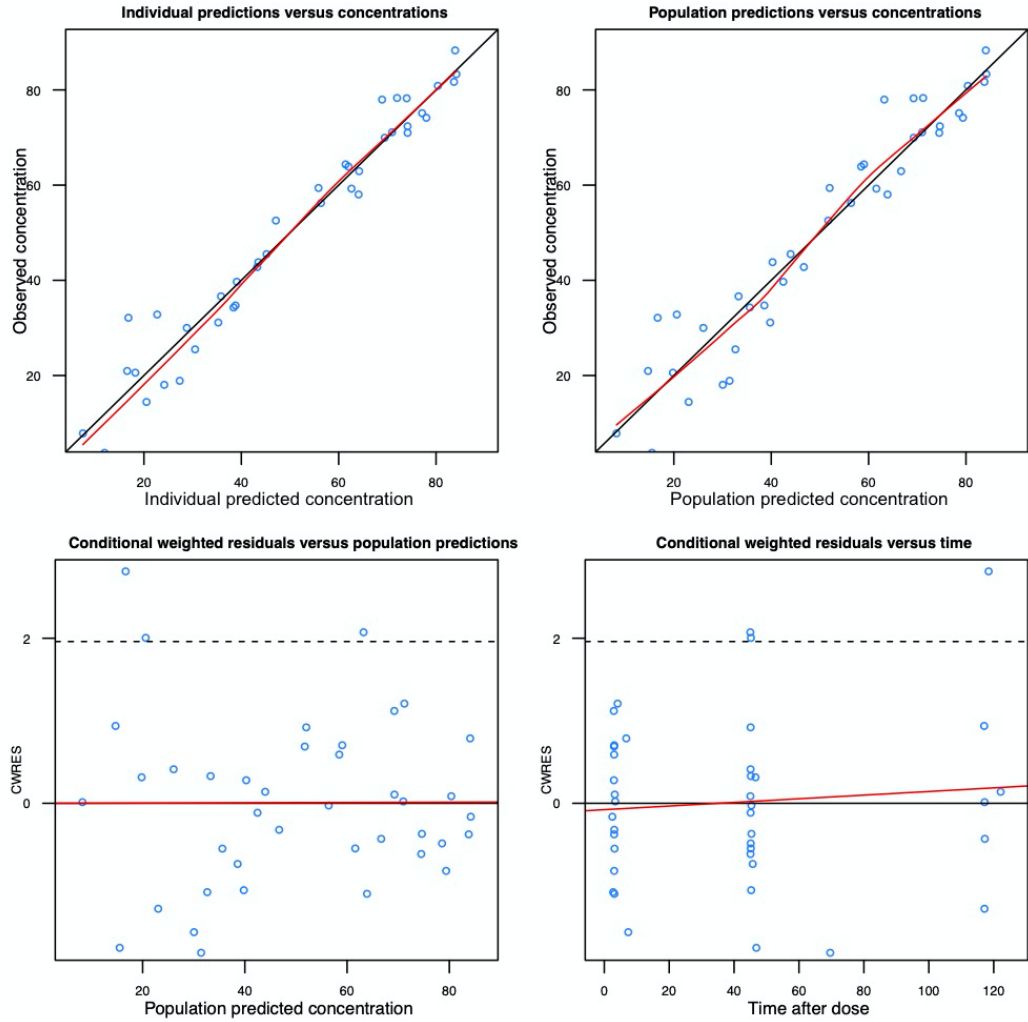 Individual predictions versus concentrations
Observed concentration
80
60
40
20
20 40 60 80
Individual predicted concentration
Population predictions versus concentrations
Observed concentration
80
60
40
20
20 40 60 80
Population predicted concentration
Conditional weighted residuals versus population predictions
CWRES
2
0
20 40 60 80
Population predicted concentration
Conditional weighted residuals versus time
CWRES
2
0
0 20 40 60 80 100 120
Time after dose